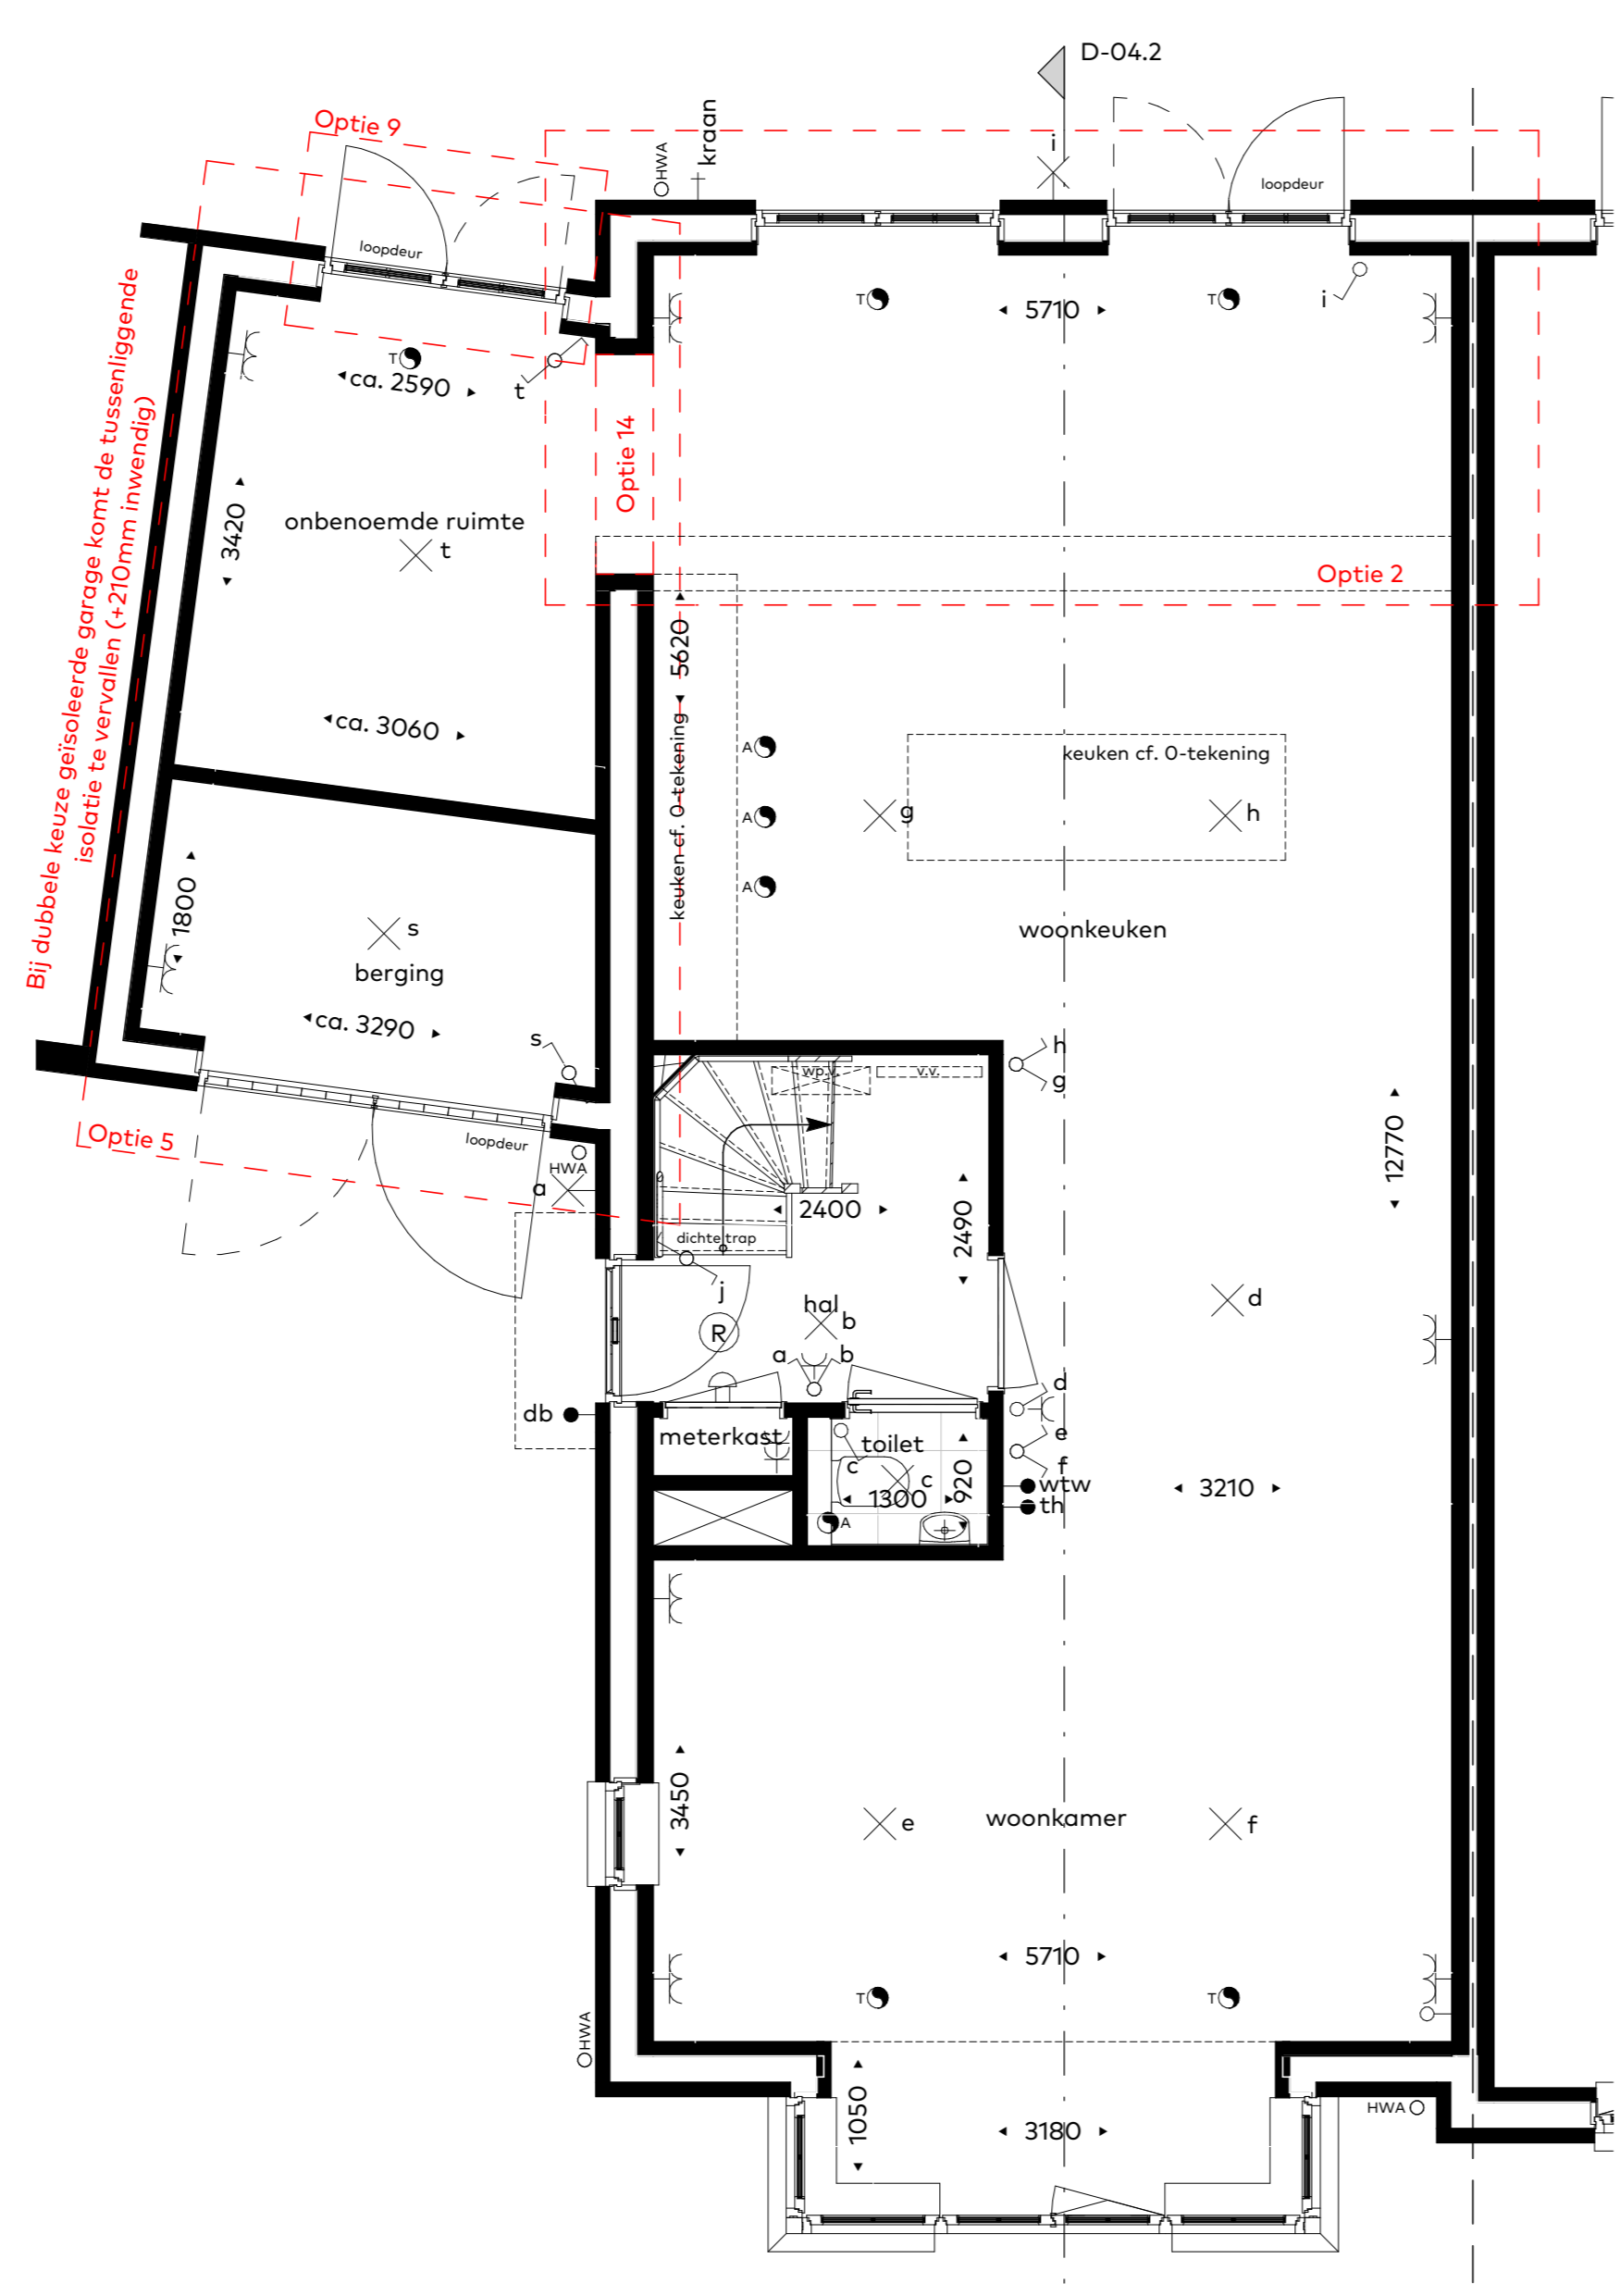 D-04.2
Optie 9
HWA
kraan
i
loopdeur
loopdeur
T
5710
T
i
T
ca. 2590
t
Optie 14
3420
onbenoemde ruimte
t
Optie 2
Bij dubbele keuze geïsoleerde garage komt de tussenliggende
isolatie te vervallen (+210mm inwendig)
5620
keuken cf. 0-tekening
ca. 3060
A
keuken cf. 0-tekening
A
g
h
A
1800
s
berging
woonkeuken
ca. 3290
s
h
g
wp.v.
v.v.
Optie 5
loopdeur
HWA
a
12770
2400
2490
dichte trap
j
hal
b
d
R
a
b
d
db
meterkast
toilet
e
c
c
f
920
wtw
1300
3210
th
A
3450
e
woonkamer
f
5710
T
T
HWA
1050
3180
HWA